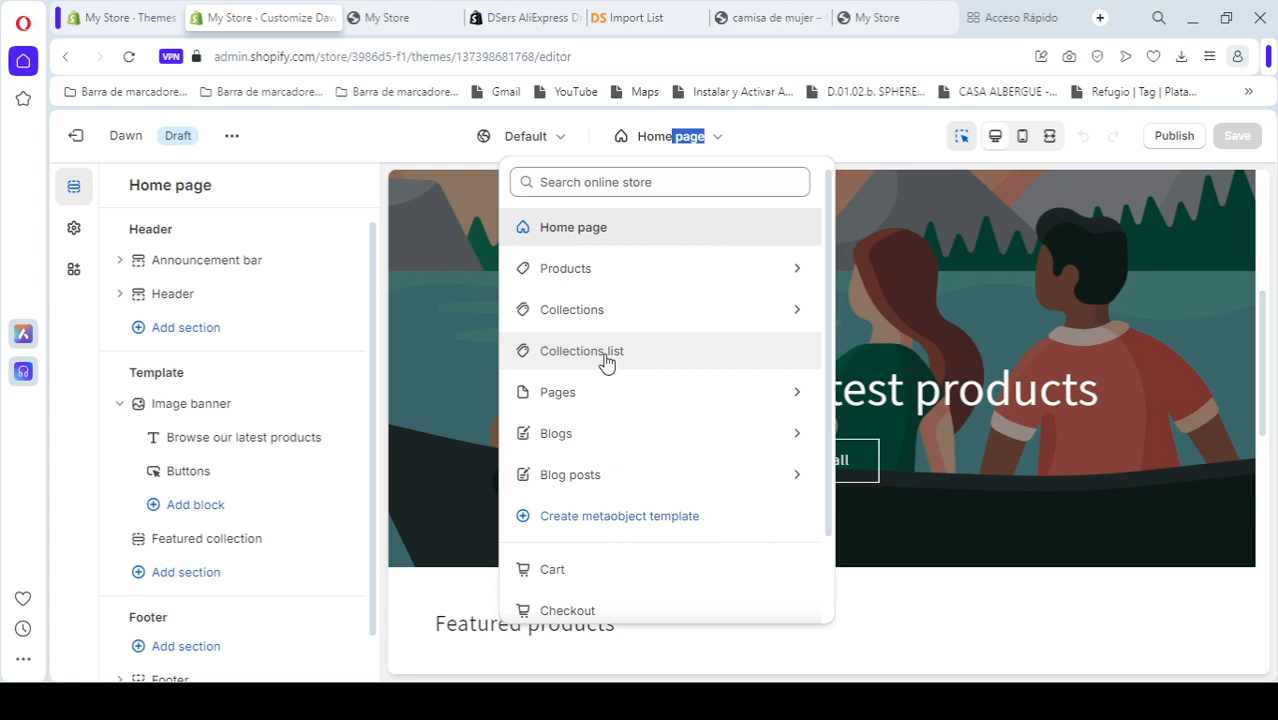 My Store · Themes
My Store · Customize Daw
My Store
DSers AliExpress D
DS Import List
camisa de mujer –
My Store
Acceso Rápido
VPN
admin.shopify.com/store/3986d5-f1/themes/137398681768/editor
Barra de marcadore...
Barra de marcadore...
Barra de marcadore...
Gmail
YouTube
Maps
Instalar y Activar A...
D.01.02.b. SPHERE...
CASA ALBERGUE -...
Refugio | Tag | Plata...
Dawn
Draft
Default
Home page
Publish
Save
Home page
Header
Announcement bar
Header
Add section
Template
Image banner
Browse our latest products
Buttons
Add block
Featured collection
Add section
Footer
Add section
Footer
Search online store
Home page
Products
Collections
Collections list
Pages
Blogs
Blog posts
Create metaobject template
Cart
Checkout
test products
all
Featured products